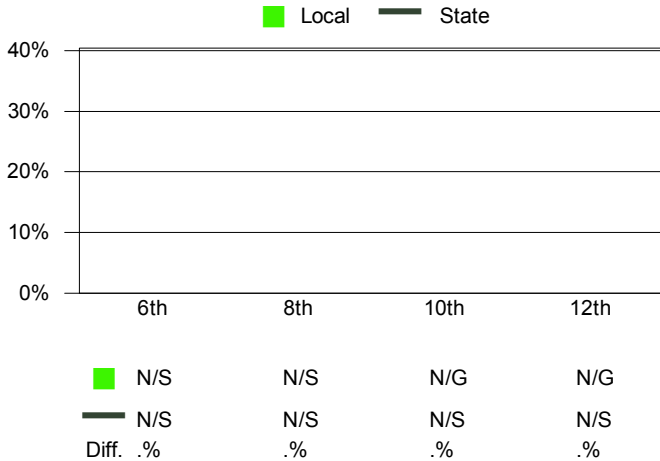 Local State
40%
30%
20%
10%
0%
6th 8th 10th 12th
N/S N/S N/G N/G
N/S N/S N/S N/S
Diff. .% .% .% .%